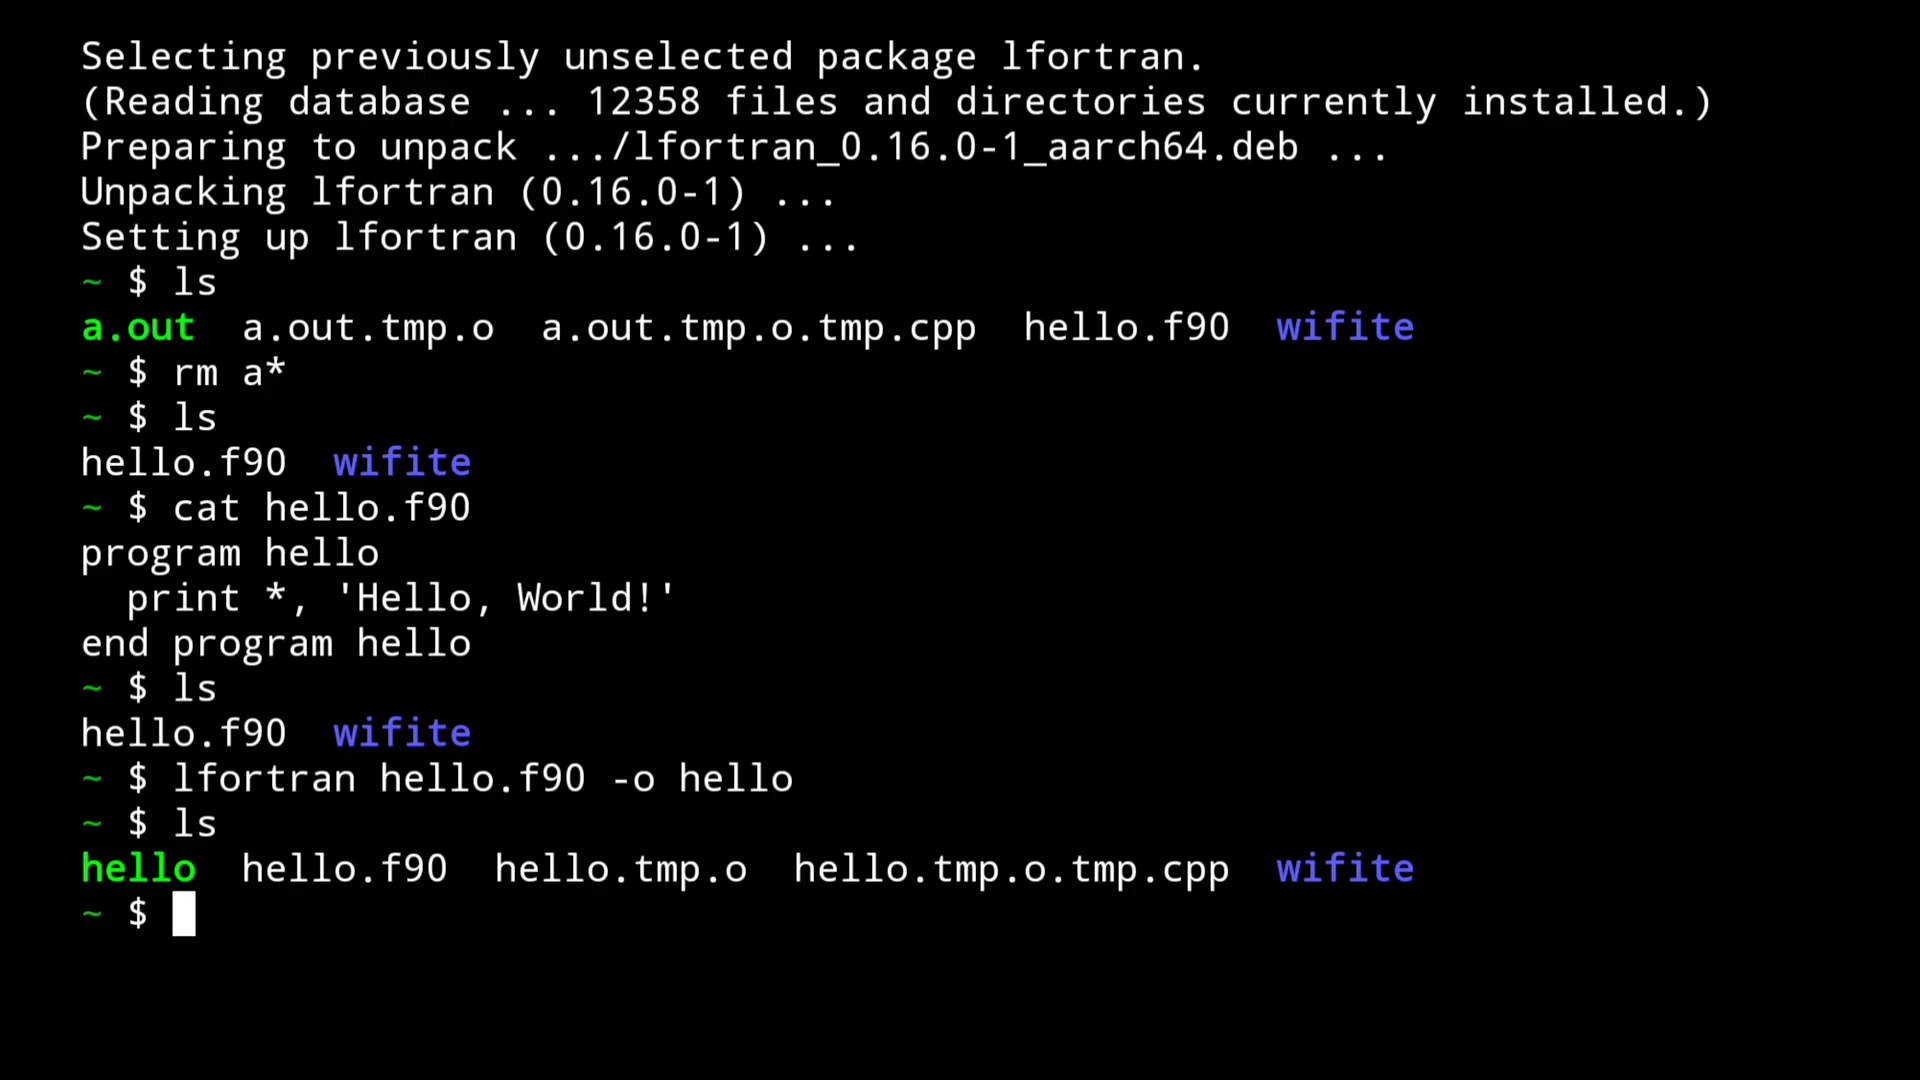 Selecting previously unselected package lfortran.
(Reading database ... 12358 files and directories currently installed.)
Preparing to unpack .../lfortran_0.16.0-1_aarch64.deb ...
Unpacking lfortran (0.16.0-1) ...
Setting up lfortran (0.16.0-1) ...
~ $ ls
a.out  a.out.tmp.o  a.out.tmp.o.tmp.cpp  hello.f90  wifite
~ $ rm a*
~ $ ls
hello.f90  wifite
~ $ cat hello.f90
program hello
  print *, 'Hello, World!'
end program hello
~ $ ls
hello.f90  wifite
~ $ lfortran hello.f90 -o hello
~ $ ls
hello  hello.f90  hello.tmp.o  hello.tmp.o.tmp.cpp  wifite
~ $